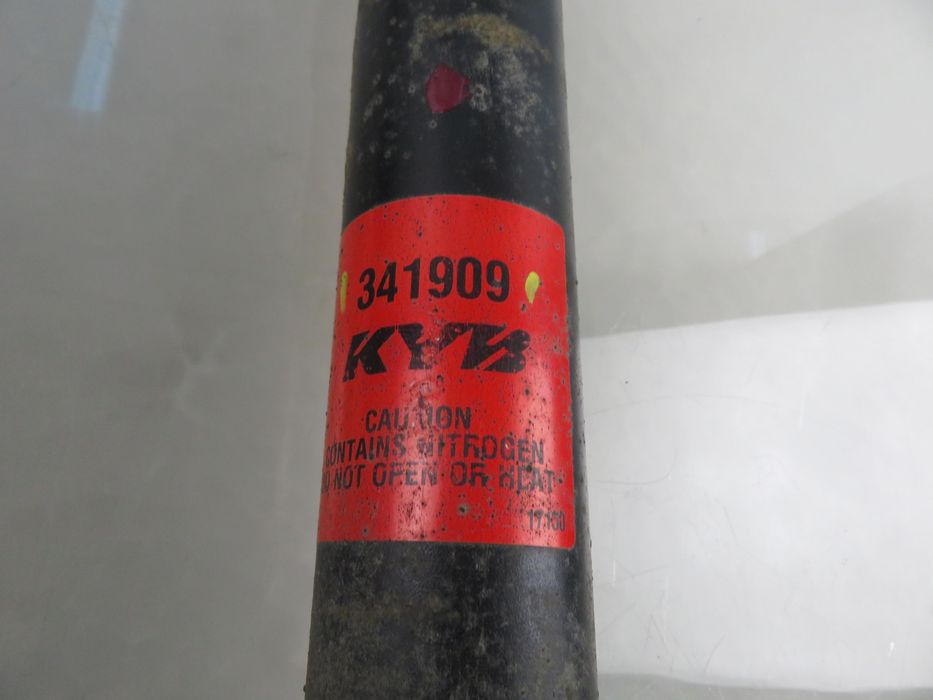 341909
KYB
CAUTION
CONTAINS NITROGEN
DO NOT OPEN OR HEAT